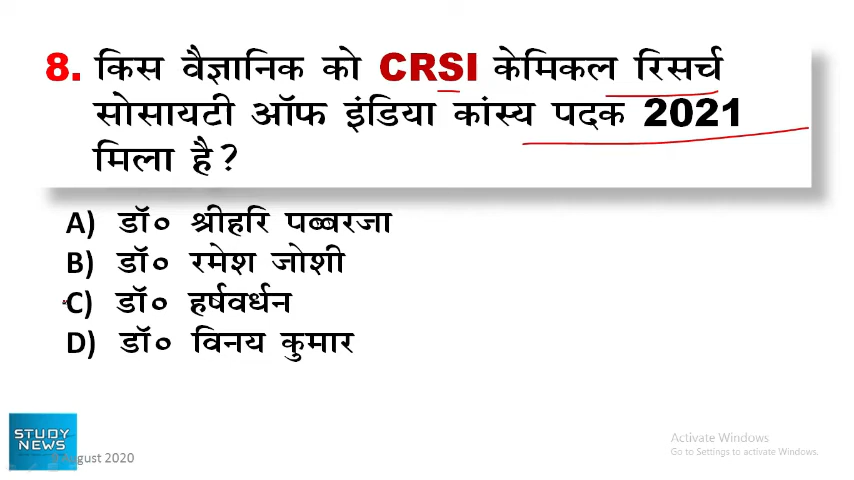 8. किस वैज्ञानिक को CRSI केमिकल रिसर्च
सोसायटी ऑफ इंडिया कांस्य पदक 2021
मिला है?
A) डॉ० श्रीहरि पब्बरजा
B) डॉ० रमेश जोशी
C) डॉ० हर्षवर्धन
D) डॉ० विनय कुमार
STUDY
NEWS
August 2020
Activate Windows
Go to Settings to activate Windows.